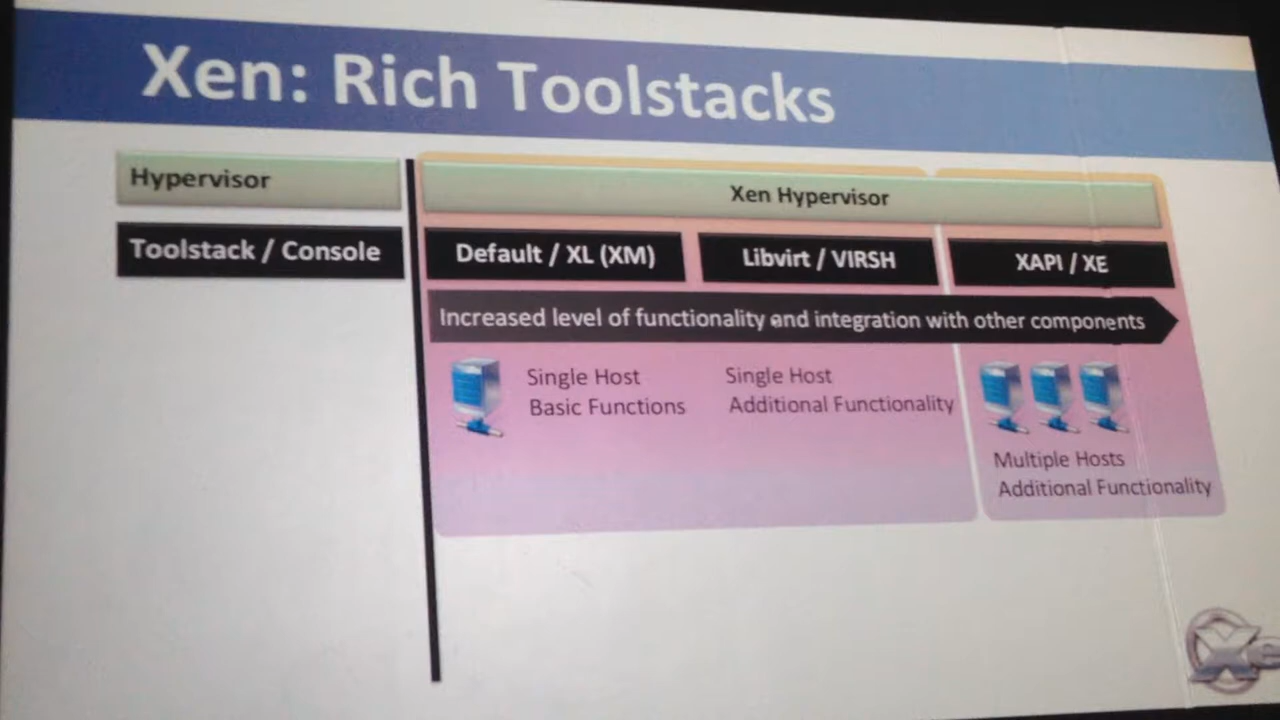 Xen: Rich Toolstacks
Hypervisor
Xen Hypervisor
Toolstack / Console
Default / XL (XM)
Libvirt / VIRSH
XAPI / XE
Increased level of functionality and integration with other components
Single Host
Basic Functions
Single Host
Additional Functionality
Multiple Hosts
Additional Functionality
Xe